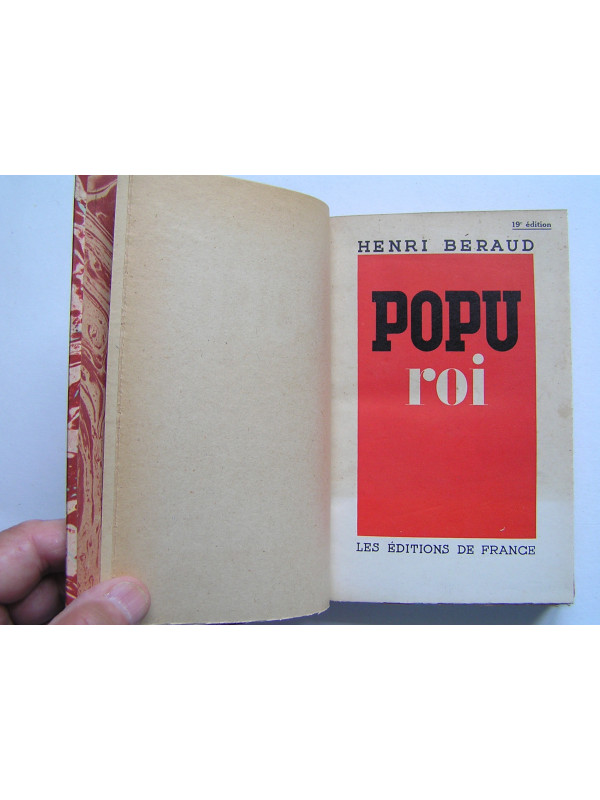 19e édition
HENRI BÉRAUD
POPU
roi
LES ÉDITIONS DE FRANCE